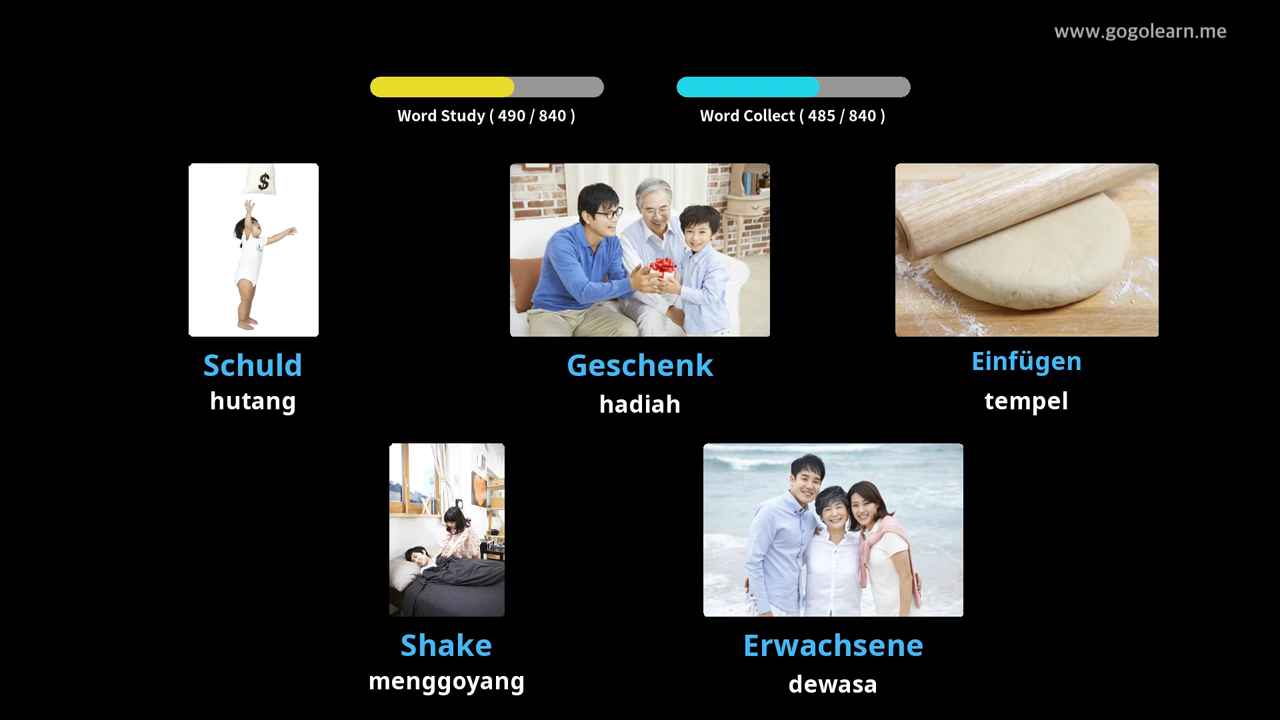 www.gogolearn.me
Word Study ( 490 / 840 )
Word Collect ( 485 / 840 )
$
Schuld
hutang
Geschenk
hadiah
Einfügen
tempel
Shake
menggoyang
Erwachsene
dewasa